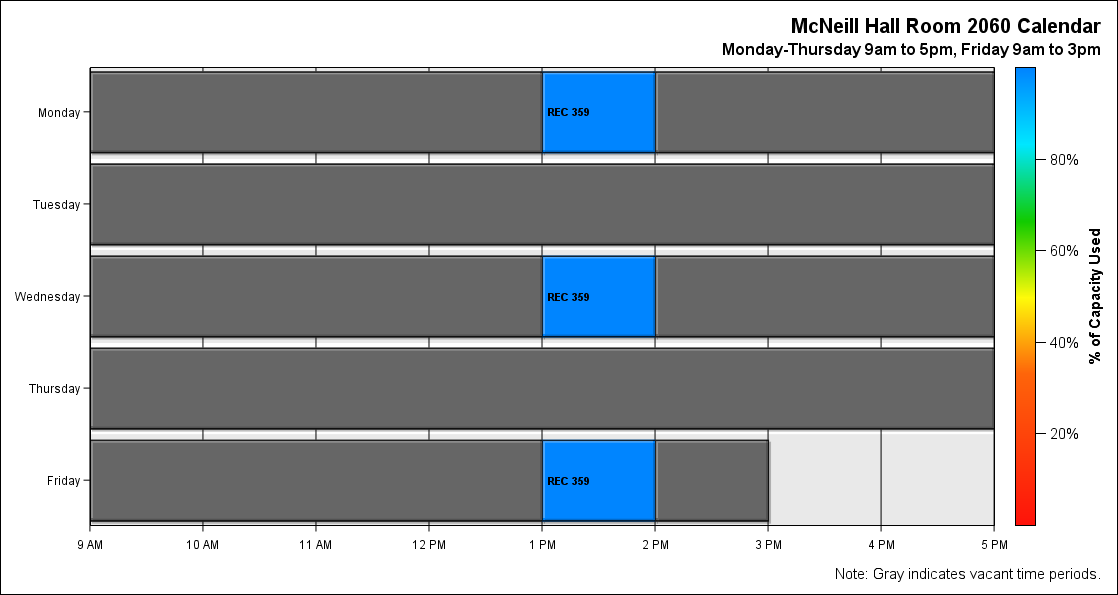 McNeill Hall Room 2060 Calendar
Monday-Thursday 9am to 5pm, Friday 9am to 3pm
Monday
REC 359
Tuesday
Wednesday
REC 359
Thursday
Friday
REC 359
9 AM 10 AM 11 AM 12 PM 1 PM 2 PM 3 PM 4 PM 5 PM
80%
60%
40%
20%
% of Capacity Used
Note: Gray indicates vacant time periods.